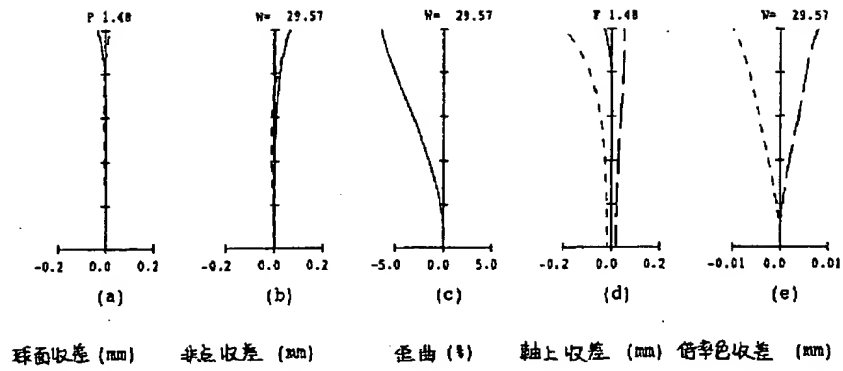 F 1.48
W= 29.57
W= 29.57
F 1.48
W= 29.57
-0.2 0.0 0.2
-0.2 0.0 0.2
-5.0 0.0 5.0
-0.2 0.0 0.2
-0.01 0.0 0.01
(a)
(b)
(c)
(d)
(e)
球面収差 (mm)
非点収差 (mm)
歪曲 (%)
軸上収差 (mm)
倍率色収差 (mm)